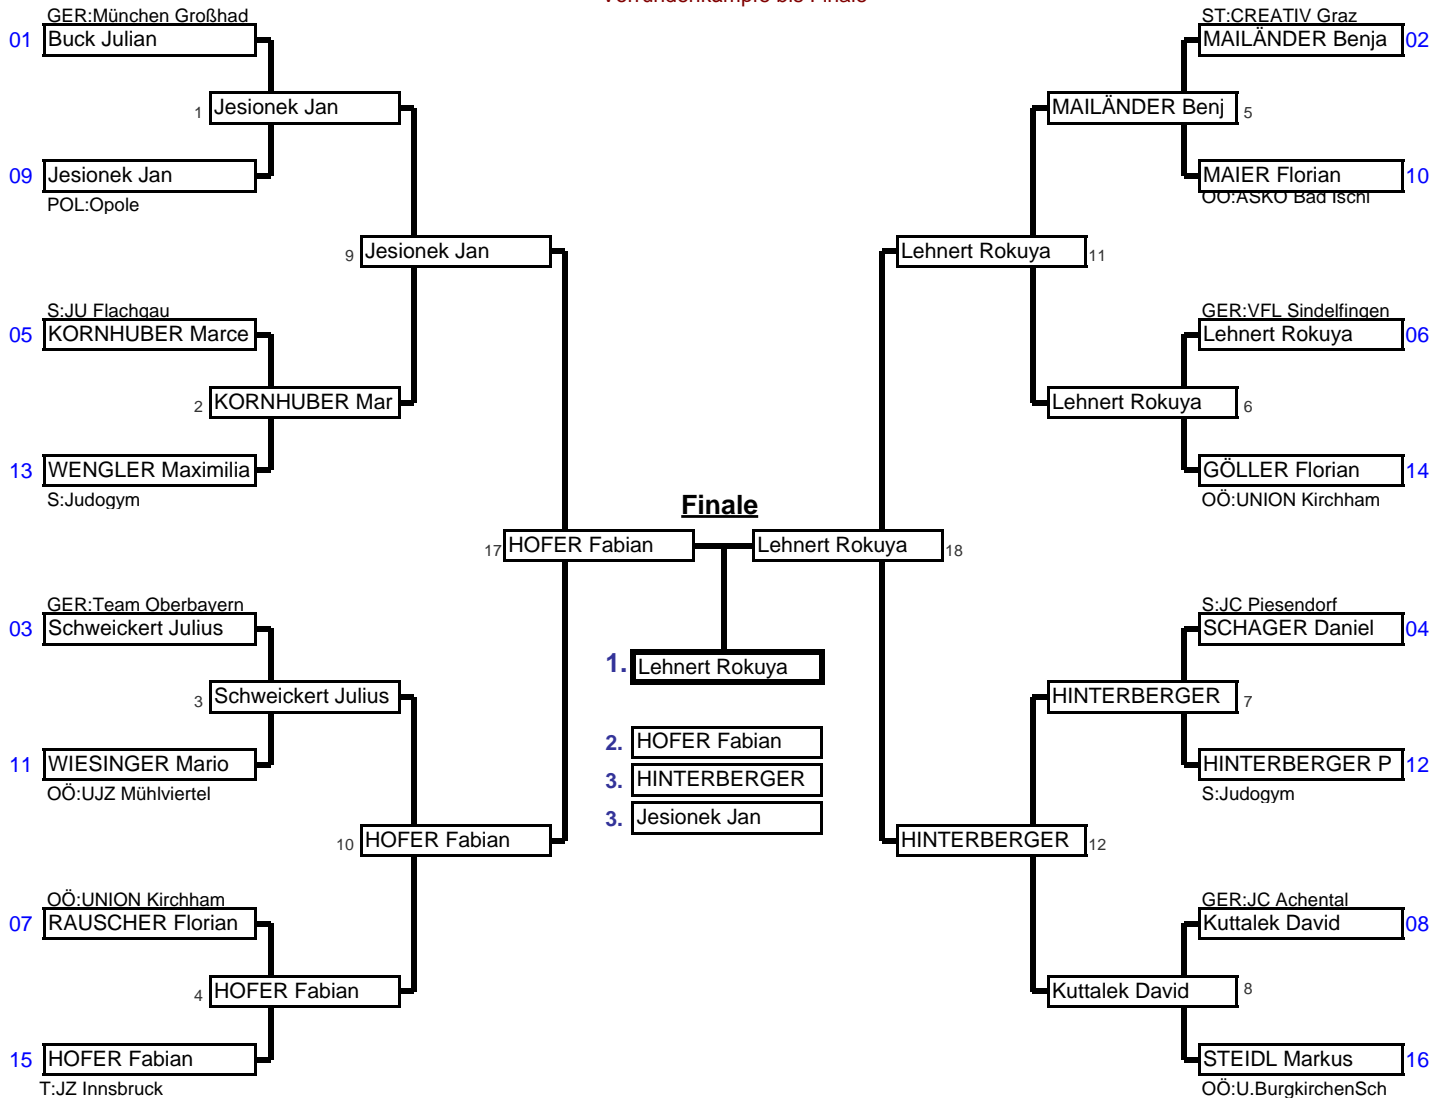 Vorrundenkämpfe bis Finale
GER:München Großhad
01 Buck Julian
1 Jesionek Jan
09 Jesionek Jan
POL:Opole
9 Jesionek Jan
S:JU Flachgau
05 KORNHUBER Marce
2 KORNHUBER Mar
13 WENGLER Maximilia
S:Judogym
17 HOFER Fabian
GER:Team Oberbayern
03 Schweickert Julius
3 Schweickert Julius
11 WIESINGER Mario
OÖ:UJZ Mühlviertel
10 HOFER Fabian
OÖ:UNION Kirchham
07 RAUSCHER Florian
4 HOFER Fabian
15 HOFER Fabian
T:JZ Innsbruck
Finale
1. Lehnert Rokuya
2. HOFER Fabian
3. HINTERBERGER
3. Jesionek Jan
ST:CREATIV Graz
MAILÄNDER Benja 02
MAILÄNDER Benj 5
MAIER Florian 10
OÖ:ASKÖ Bad Ischl
Lehnert Rokuya 11
GER:VFL Sindelfingen
Lehnert Rokuya 06
Lehnert Rokuya 6
GÖLLER Florian 14
OÖ:UNION Kirchham
Lehnert Rokuya 18
S:JC Piesendorf
SCHAGER Daniel 04
HINTERBERGER 7
HINTERBERGER P 12
S:Judogym
HINTERBERGER 12
GER:JC Achental
Kuttalek David 08
Kuttalek David 8
STEIDL Markus 16
OÖ:U.BurgkirchenSch